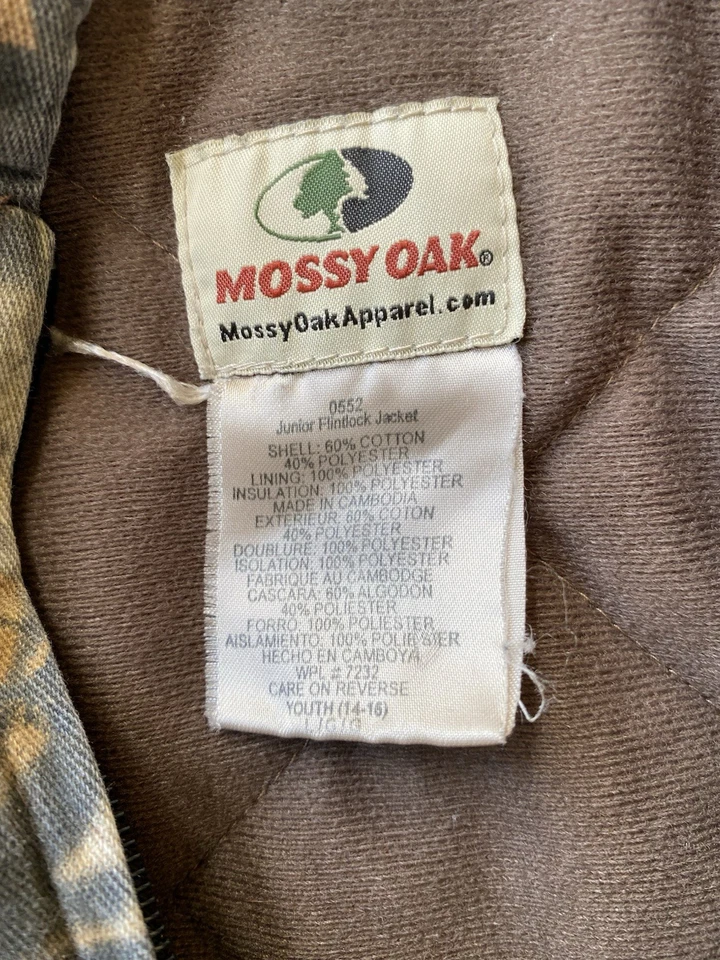 MOSSY OAK®
MossyOakApparel.com
0552
Junior Flintlock Jacket
SHELL: 60% COTTON
40% POLYESTER
LINING: 100% POLYESTER
INSULATION: 100% POLYESTER
MADE IN CAMBODIA
EXTERIEUR: 60% COTON
40% POLYESTER
DOUBLURE: 100% POLYESTER
ISOLATION: 100% POLYESTER
FABRIQUE AU CAMBODGE
CASCARA: 60% ALGODON
40% POLIESTER
FORRO: 100% POLIESTER
AISLAMIENTO: 100% POLIESTER
HECHO EN CAMBOYA
WPL # 7232
CARE ON REVERSE
YOUTH (14-16)
L/G/G